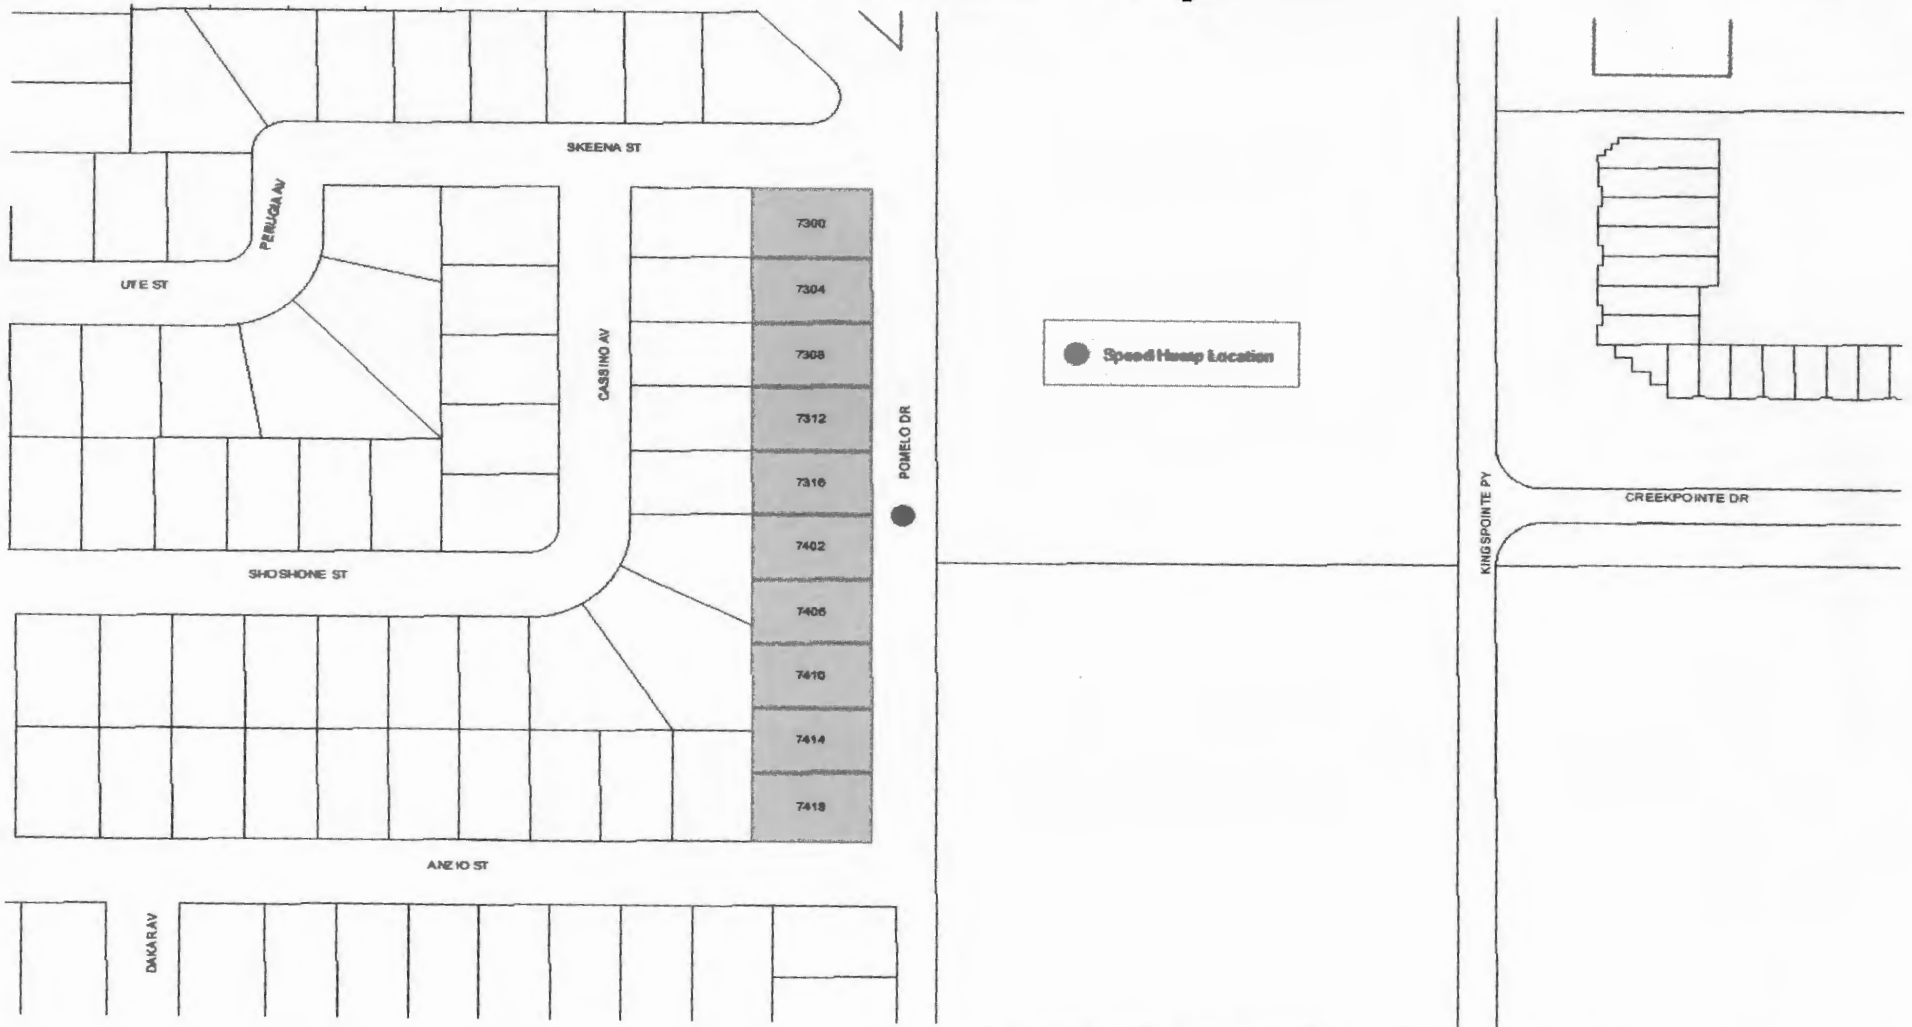 SKEENA ST
PERUGIA AV
7300
UTE ST
7304
CASSINO AV
7308
Speed Hump Location
7312
POMELO DR
7316
KINGSPOINTE PY
CREEKPOINTE DR
7402
SHOSHONE ST
7406
7410
7414
7418
ANZIO ST
DAKAR AV